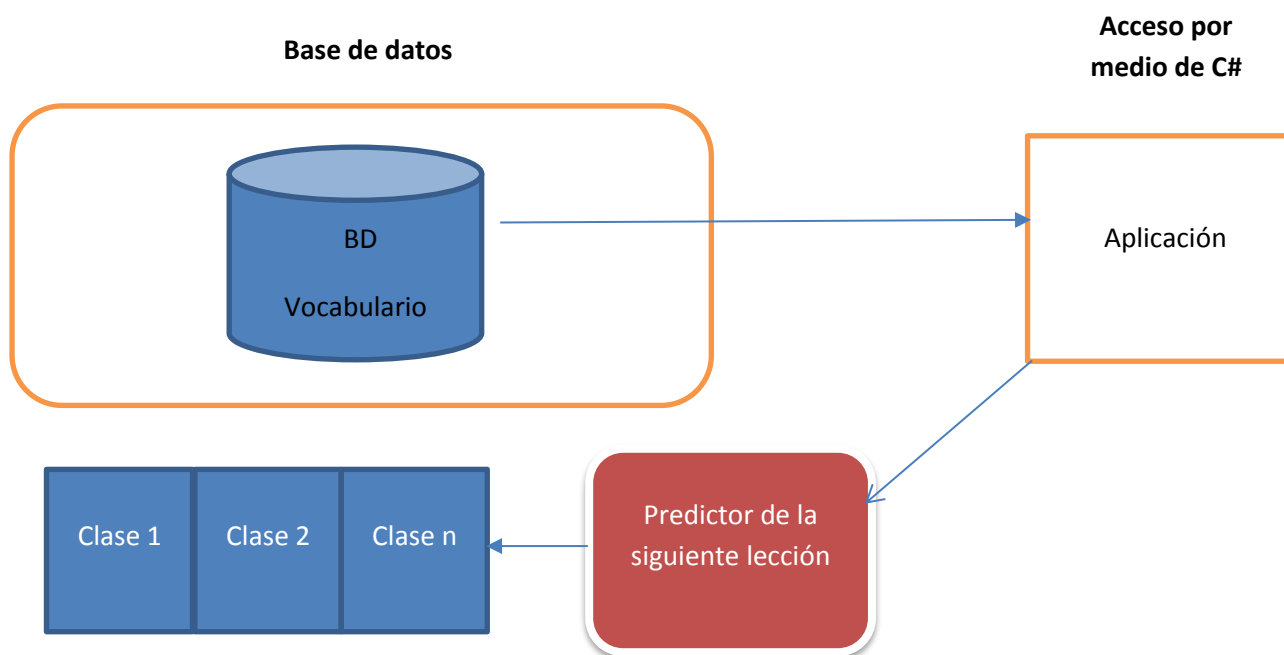 Base de datos
Acceso por
medio de C#
BD
Vocabulario
Aplicación
Clase 1
Clase 2
Clase n
Predictor de la
siguiente lección